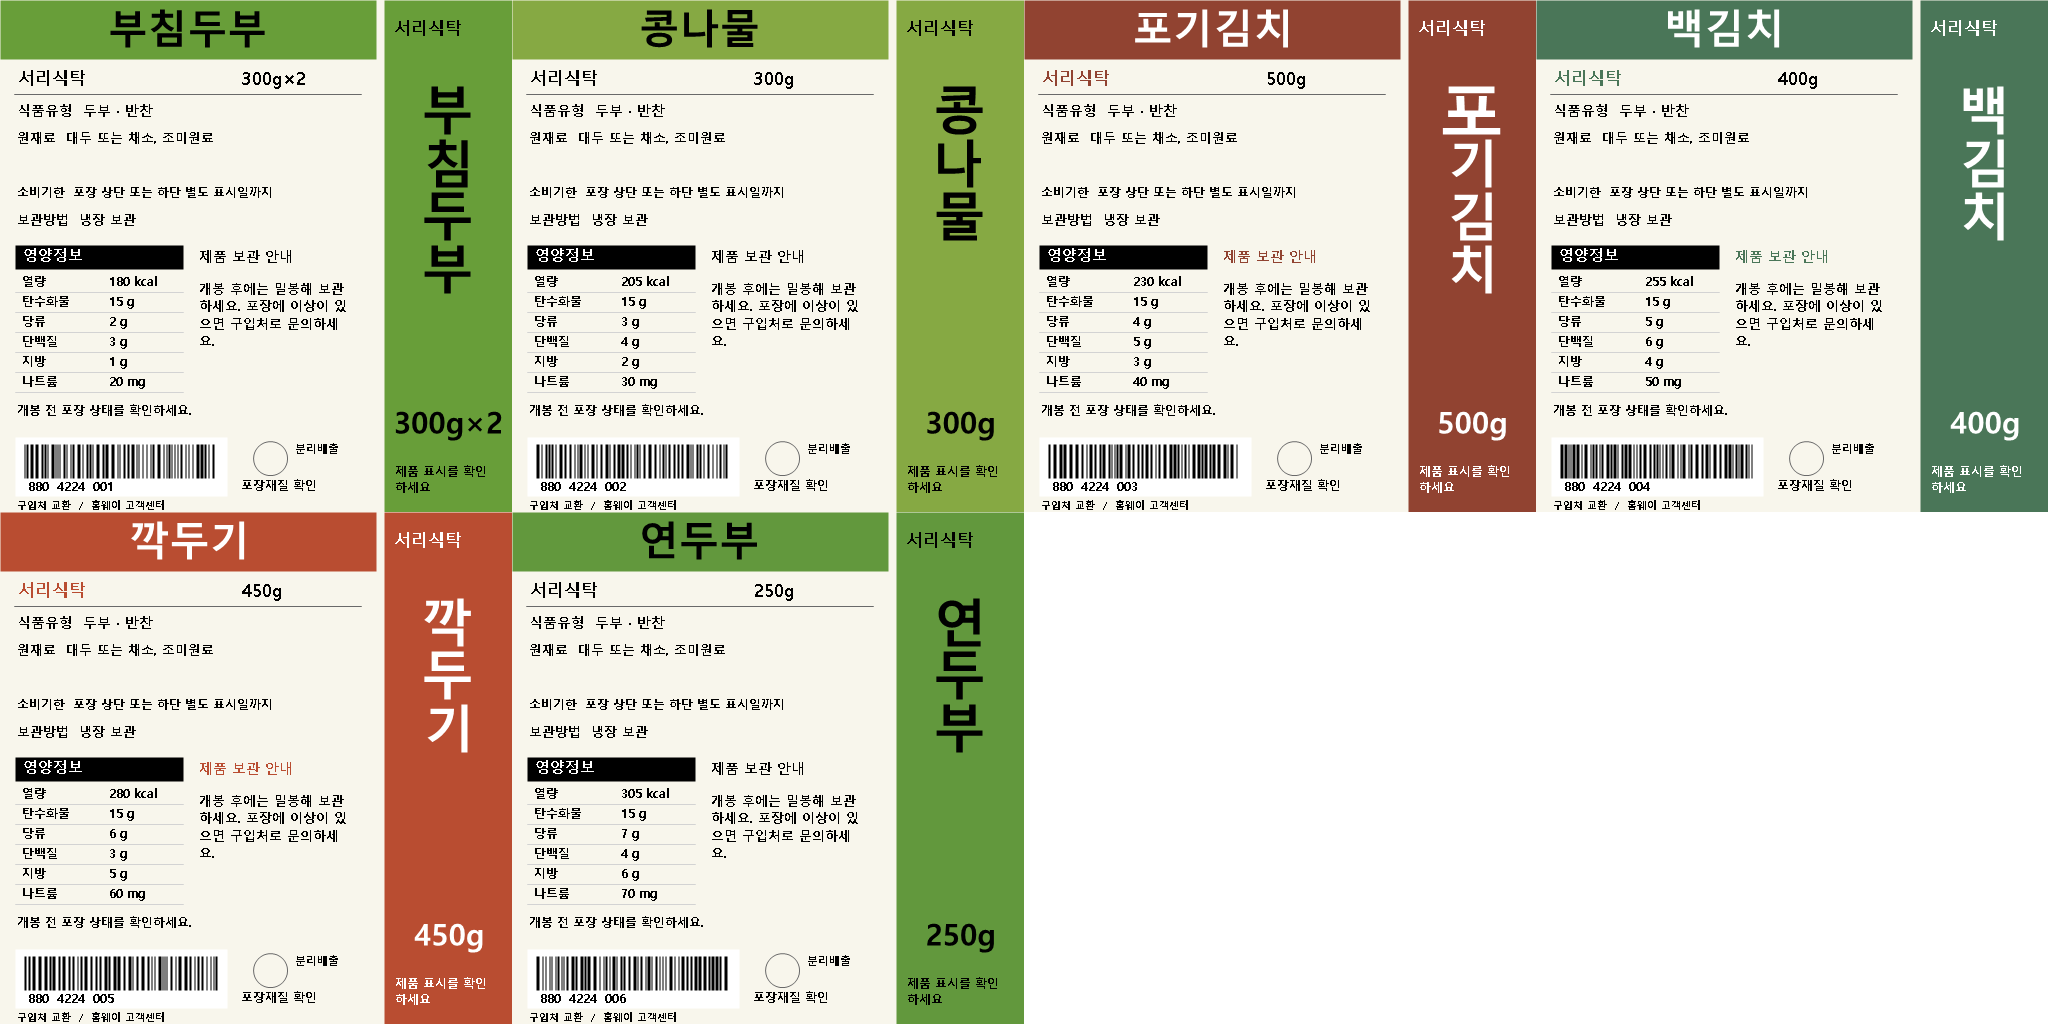 부침두부
서리식탁
300g×2
식품유형 두부 · 반찬
원재료 대두 또는 채소, 조미원료
소비기한 포장 상단 또는 하단 별도 표시일까지
보관방법 냉장 보관
영양정보
열량 180 kcal
탄수화물 15 g
당류 2 g
단백질 3 g
지방 1 g
나트륨 20 mg
제품 보관 안내
개봉 후에는 밀봉해 보관
하세요. 포장에 이상이 있
으면 구입처로 문의하세
요.
개봉 전 포장 상태를 확인하세요.
880 4224 001
분리배출
포장재질 확인
구입처 교환 / 홈웨이 고객센터
서리식탁
부침두부
300g×2
제품 표시를 확인
하세요
콩나물
서리식탁
300g
식품유형 두부 · 반찬
원재료 대두 또는 채소, 조미원료
소비기한 포장 상단 또는 하단 별도 표시일까지
보관방법 냉장 보관
영양정보
열량 205 kcal
탄수화물 15 g
당류 3 g
단백질 4 g
지방 2 g
나트륨 30 mg
제품 보관 안내
개봉 후에는 밀봉해 보관
하세요. 포장에 이상이 있
으면 구입처로 문의하세
요.
개봉 전 포장 상태를 확인하세요.
880 4224 002
분리배출
포장재질 확인
구입처 교환 / 홈웨이 고객센터
서리식탁
콩나물
300g
제품 표시를 확인
하세요
포기김치
서리식탁
500g
식품유형 두부 · 반찬
원재료 대두 또는 채소, 조미원료
소비기한 포장 상단 또는 하단 별도 표시일까지
보관방법 냉장 보관
영양정보
열량 230 kcal
탄수화물 15 g
당류 4 g
단백질 5 g
지방 3 g
나트륨 40 mg
제품 보관 안내
개봉 후에는 밀봉해 보관
하세요. 포장에 이상이 있
으면 구입처로 문의하세
요.
개봉 전 포장 상태를 확인하세요.
880 4224 003
분리배출
포장재질 확인
구입처 교환 / 홈웨이 고객센터
서리식탁
포기김치
500g
제품 표시를 확인
하세요
백김치
서리식탁
400g
식품유형 두부 · 반찬
원재료 대두 또는 채소, 조미원료
소비기한 포장 상단 또는 하단 별도 표시일까지
보관방법 냉장 보관
영양정보
열량 255 kcal
탄수화물 15 g
당류 5 g
단백질 6 g
지방 4 g
나트륨 50 mg
제품 보관 안내
개봉 후에는 밀봉해 보관
하세요. 포장에 이상이 있
으면 구입처로 문의하세
요.
개봉 전 포장 상태를 확인하세요.
880 4224 004
분리배출
포장재질 확인
구입처 교환 / 홈웨이 고객센터
서리식탁
백김치
400g
제품 표시를 확인
하세요
깍두기
서리식탁
450g
식품유형 두부 · 반찬
원재료 대두 또는 채소, 조미원료
소비기한 포장 상단 또는 하단 별도 표시일까지
보관방법 냉장 보관
영양정보
열량 280 kcal
탄수화물 15 g
당류 6 g
단백질 3 g
지방 5 g
나트륨 60 mg
제품 보관 안내
개봉 후에는 밀봉해 보관
하세요. 포장에 이상이 있
으면 구입처로 문의하세
요.
개봉 전 포장 상태를 확인하세요.
880 4224 005
분리배출
포장재질 확인
구입처 교환 / 홈웨이 고객센터
서리식탁
깍두기
450g
제품 표시를 확인
하세요
연두부
서리식탁
250g
식품유형 두부 · 반찬
원재료 대두 또는 채소, 조미원료
소비기한 포장 상단 또는 하단 별도 표시일까지
보관방법 냉장 보관
영양정보
열량 305 kcal
탄수화물 15 g
당류 7 g
단백질 4 g
지방 6 g
나트륨 70 mg
제품 보관 안내
개봉 후에는 밀봉해 보관
하세요. 포장에 이상이 있
으면 구입처로 문의하세
요.
개봉 전 포장 상태를 확인하세요.
880 4224 006
분리배출
포장재질 확인
구입처 교환 / 홈웨이 고객센터
서리식탁
연두부
250g
제품 표시를 확인
하세요